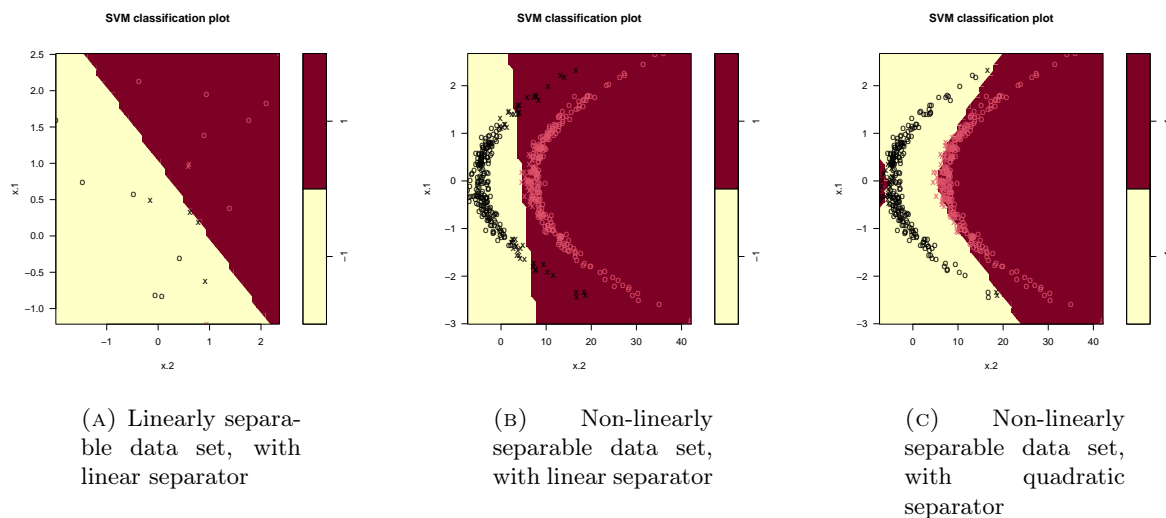 SVM classification plot
2.5
2.0
1.5
1.0
0.5
0.0
−0.5
−1.0
−1
0
1
2
x.1
x.2
1
−1
SVM classification plot
2
1
0
−1
−2
−3
0
10
20
30
40
x.1
x.2
1
−1
SVM classification plot
2
1
0
−1
−2
−3
0
10
20
30
40
x.1
x.2
1
−1
(A) Linearly separa-
ble data set, with
linear separator
(B) Non-linearly
separable data set,
with linear separator
(C) Non-linearly
separable data set,
with quadratic
separator